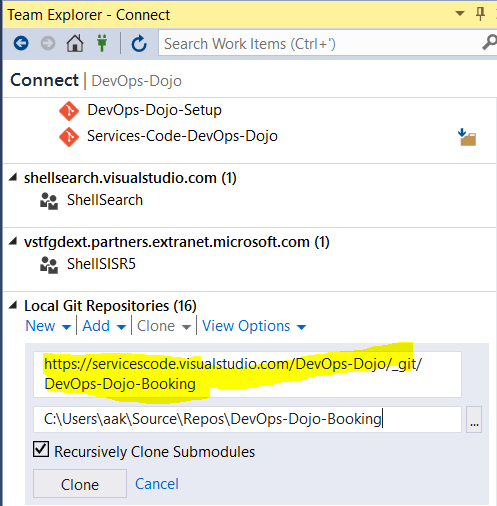 Team Explorer - Connect
Search Work Items (Ctrl+')
Connect | DevOps-Dojo
DevOps-Dojo-Setup
Services-Code-DevOps-Dojo
shellsearch.visualstudio.com (1)
ShellSearch
vstfgdext.partners.extranet.microsoft.com (1)
ShellSISR5
Local Git Repositories (16)
New | Add | Clone | View Options
https://servicescode.visualstudio.com/DevOps-Dojo/_git/
DevOps-Dojo-Booking
C:\Users\aak\Source\Repos\DevOps-Dojo-Booking
...
Recursively Clone Submodules
Clone Cancel